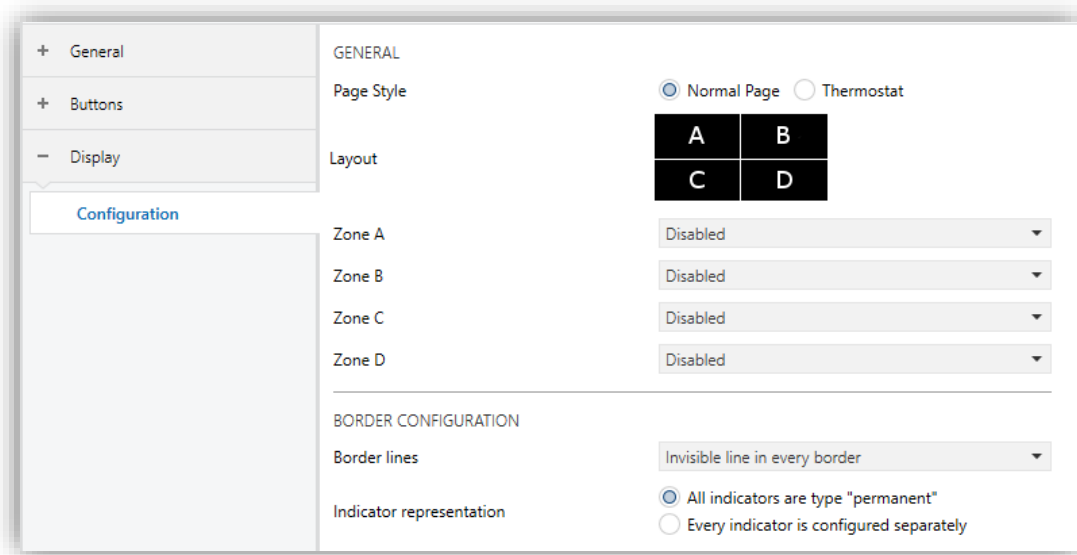 + General
+ Buttons
− Display
Configuration
GENERAL
Page Style Normal Page Thermostat
Layout
A B
C D
Zone A Disabled
Zone B Disabled
Zone C Disabled
Zone D Disabled
BORDER CONFIGURATION
Border lines Invisible line in every border
Indicator representation
All indicators are type "permanent"
Every indicator is configured separately